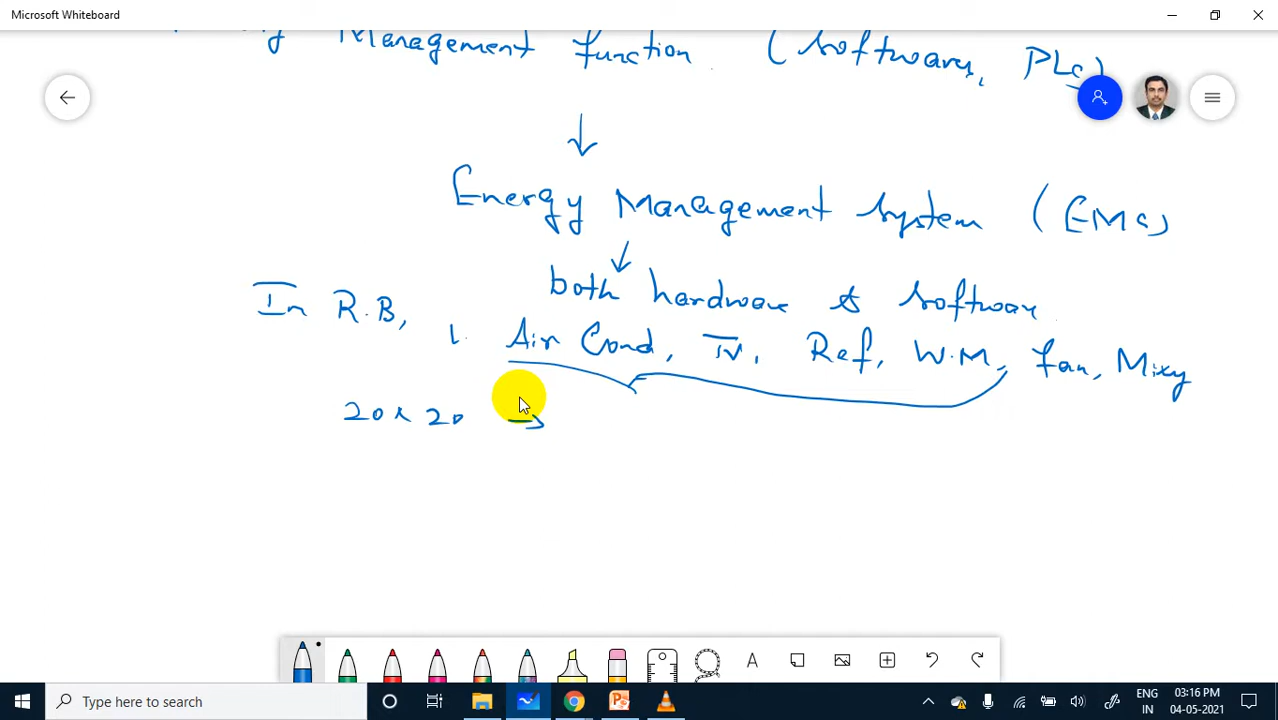 Microsoft Whiteboard
Management function (Software, PLC)
Energy Management System (EMS)
both hardware & Software
In R.B,
1. Air Cond, TV, Ref, W.M, fan, Mixy
20 x 20 →
Type here to search
ENG
IN
03:16 PM
04-05-2021